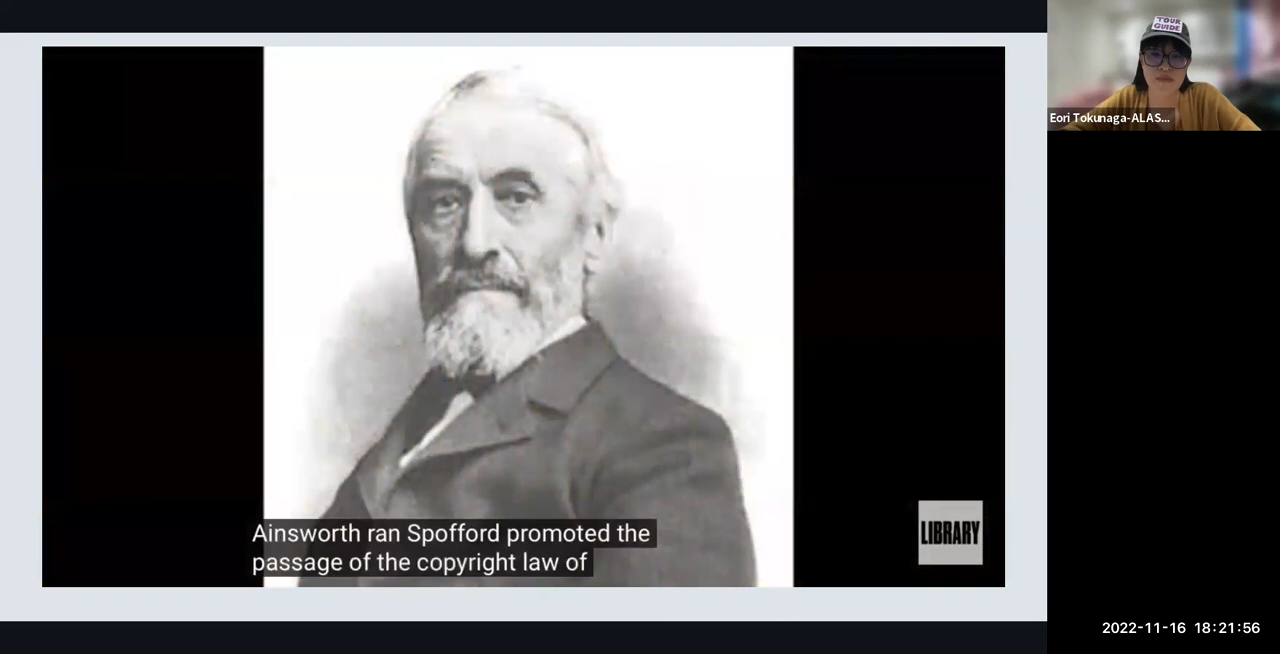 TOUR
GUIDE
Eori Tokunaga-ALAS...
Ainsworth ran Spofford promoted the
passage of the copyright law of
LIBRARY
2022-11-16 18:21:56